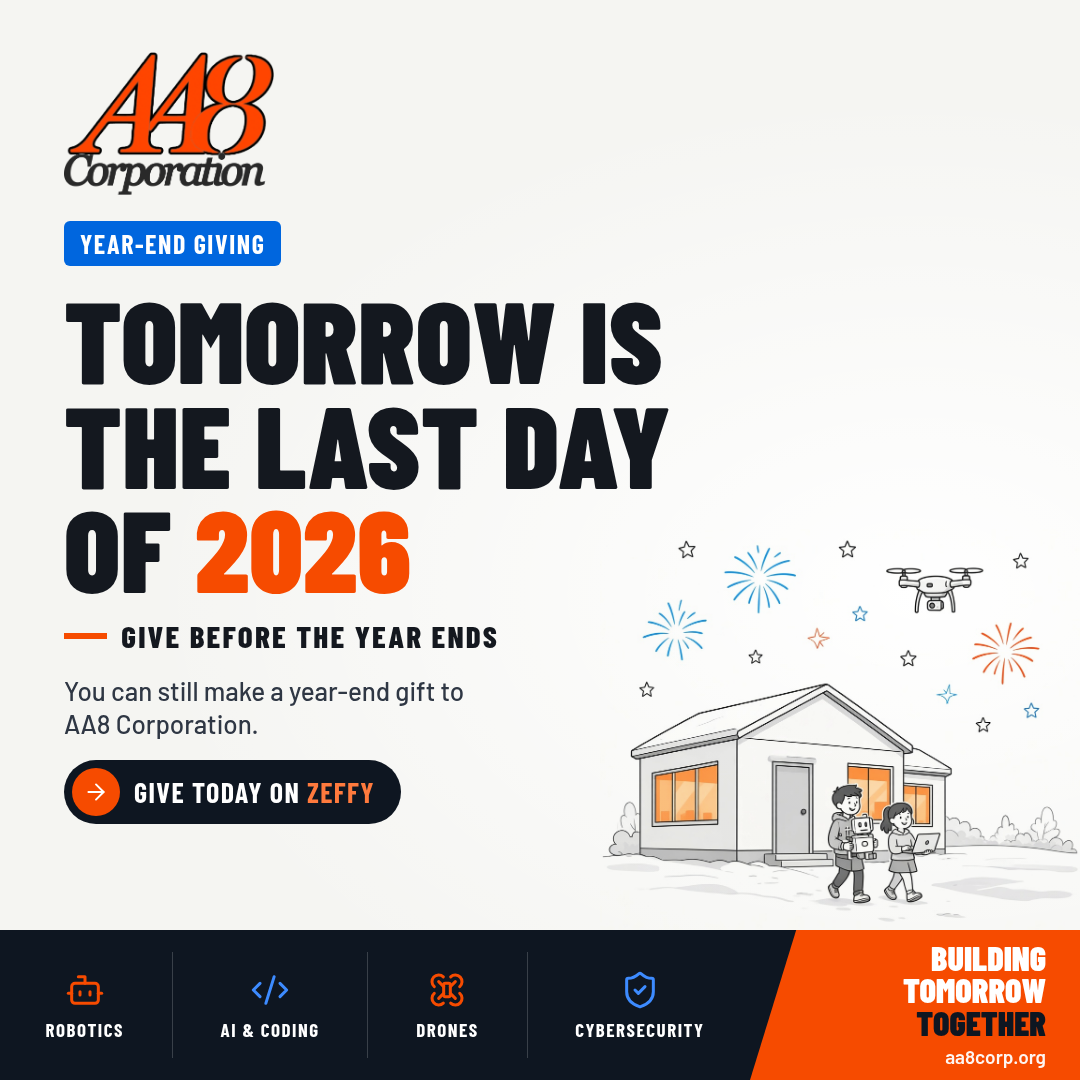 AA8
Corporation
YEAR-END GIVING
TOMORROW IS
THE LAST DAY
OF 2026
GIVE BEFORE THE YEAR ENDS
You can still make a year-end gift to
AA8 Corporation.
GIVE TODAY ON ZEFFY
ROBOTICS
AI & CODING
DRONES
CYBERSECURITY
BUILDING
TOMORROW
TOGETHER
aa8corp.org